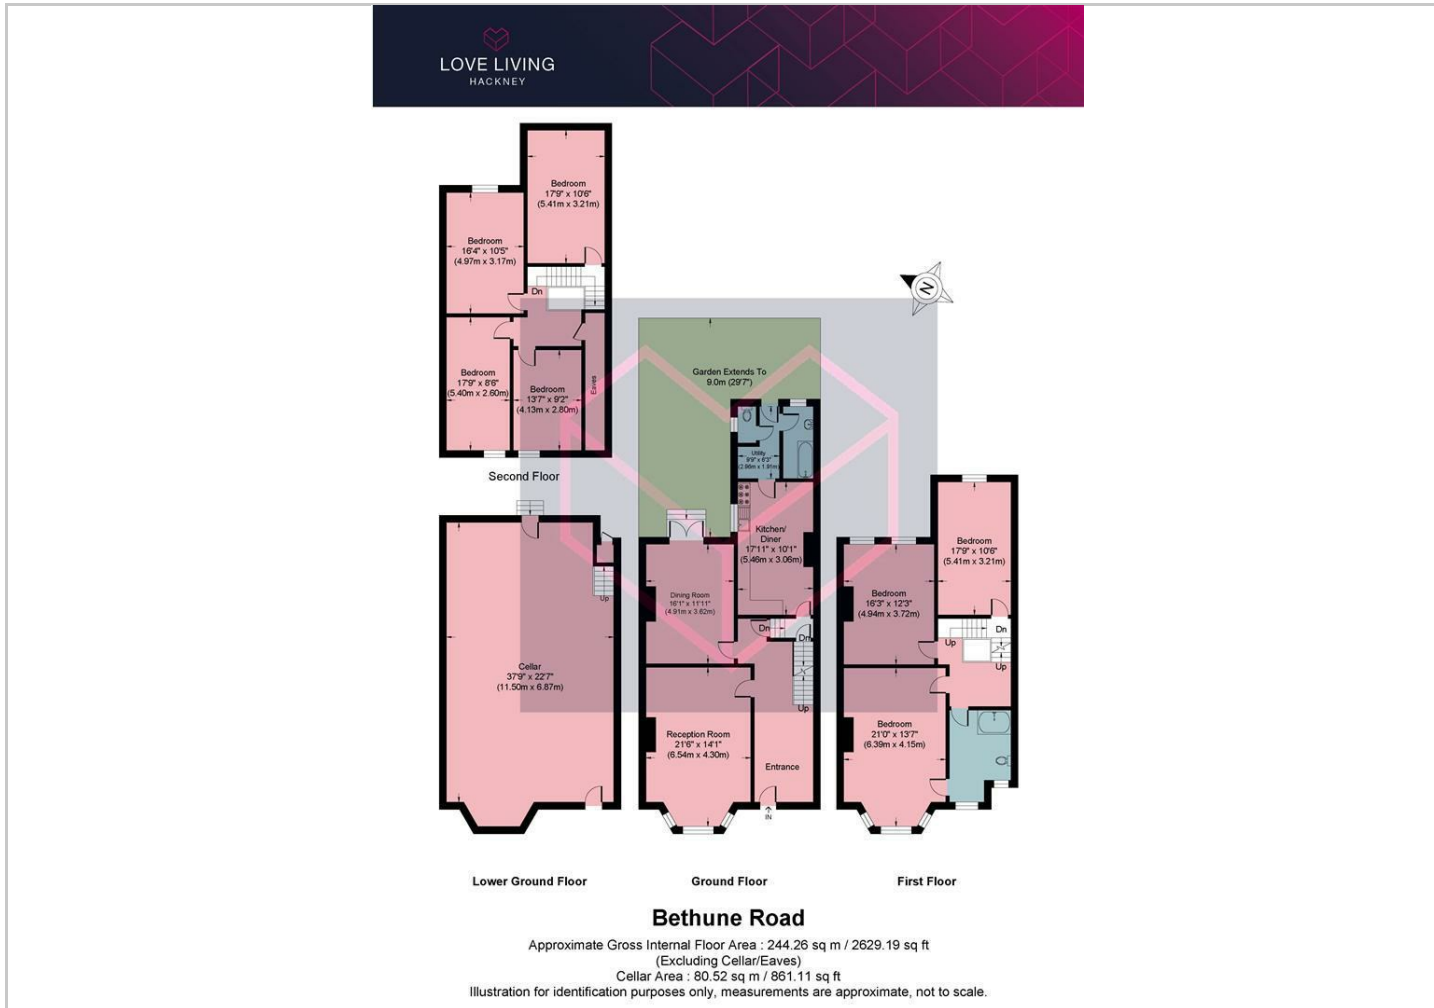 LOVE LIVING
HACKNEY
Bedroom
17'9" x 10'6"
(5.41m x 3.21m)
Bedroom
16'4" x 10'5"
(4.97m x 3.17m)
Dn
Bedroom
17'9" x 8'6"
(5.40m x 2.60m)
Bedroom
13'7" x 9'2"
(4.13m x 2.80m)
Eaves
Second Floor
N
Garden Extends To
9.0m (29'7")
Utility
9'9" x 6'3"
(2.98m x 1.91m)
Kitchen/
Diner
17'11" x 10'1"
(5.46m x 3.06m)
Dining Room
16'1" x 11'11"
(4.91m x 3.62m)
Dn
Dn
Up
Reception Room
21'6" x 14'1"
(6.54m x 4.30m)
Entrance
IN
Up
Cellar
37'9" x 22'7"
(11.50m x 6.87m)
Bedroom
17'9" x 10'6"
(5.41m x 3.21m)
Bedroom
16'3" x 12'3"
(4.94m x 3.72m)
Dn
Up
Up
Bedroom
21'0" x 13'7"
(6.39m x 4.15m)
Lower Ground Floor
Ground Floor
First Floor
Bethune Road
Approximate Gross Internal Floor Area : 244.26 sq m / 2629.19 sq ft
(Excluding Cellar/Eaves)
Cellar Area : 80.52 sq m / 861.11 sq ft
Illustration for identification purposes only, measurements are approximate, not to scale.